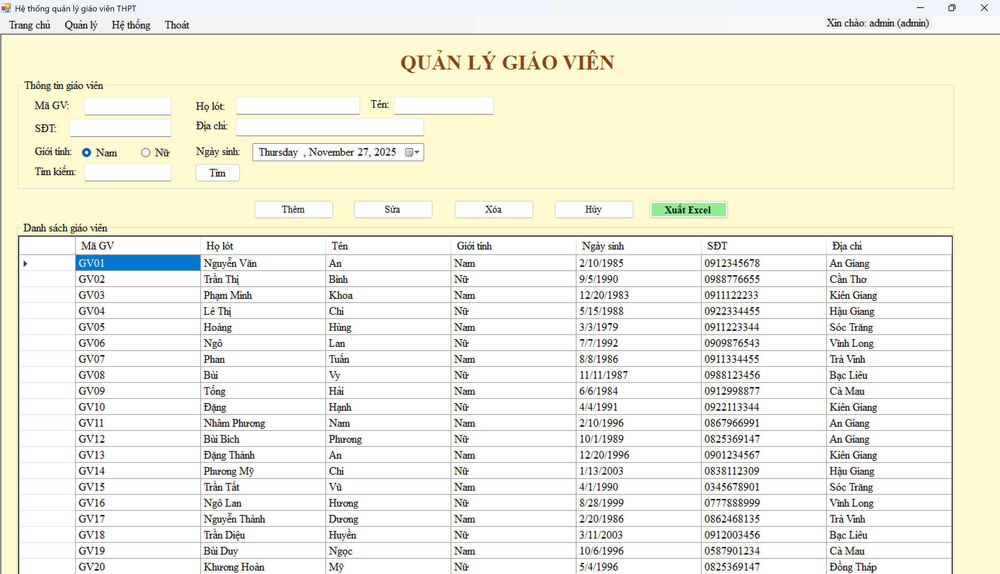 Hệ thống quản lý giáo viên THPT
Trang chủ Quản lý Hệ thống Thoát Xin chào: admin (admin)
QUẢN LÝ GIÁO VIÊN
Thông tin giáo viên
Mã GV: Họ lót: Tên:
SĐT: Địa chỉ:
Giới tính: Nam Nữ Ngày sinh: Thursday , November 27, 2025
Tìm kiếm: Tìm
Thêm Sửa Xóa Hủy Xuất Excel
Danh sách giáo viên
Mã GV Họ lót Tên Giới tính Ngày sinh SĐT Địa chỉ
GV01 Nguyễn Văn An Nam 2/10/1985 0912345678 An Giang
GV02 Trần Thị Bình Nữ 9/5/1990 0988776655 Cần Thơ
GV03 Phạm Minh Khoa Nam 12/20/1983 0911122233 Kiên Giang
GV04 Lê Thị Chi Nữ 5/15/1988 0922334455 Hậu Giang
GV05 Hoàng Hùng Nam 3/3/1979 0911223344 Sóc Trăng
GV06 Ngô Lan Nữ 7/7/1992 0909876543 Vĩnh Long
GV07 Phan Tuấn Nam 8/8/1986 0911334455 Trà Vinh
GV08 Bùi Vy Nữ 11/11/1987 0988123456 Bạc Liêu
GV09 Tống Hải Nam 6/6/1984 0912998877 Cà Mau
GV10 Đặng Hạnh Nữ 4/4/1991 0922113344 Kiên Giang
GV11 Nhâm Phương Nam Nam 2/10/1996 0867966991 An Giang
GV12 Bùi Bích Phương Nữ 10/1/1989 0825369147 An Giang
GV13 Đặng Thành An Nam 12/20/1996 0901234567 Kiên Giang
GV14 Phương Mỹ Chi Nữ 1/13/2003 0838112309 Hậu Giang
GV15 Trần Tất Vũ Nam 4/1/1990 0345678901 Sóc Trăng
GV16 Ngô Lan Hương Nữ 8/28/1999 0777888999 Vĩnh Long
GV17 Nguyễn Thành Dương Nam 2/20/1986 0862468135 Trà Vinh
GV18 Trần Diệu Huyền Nữ 3/11/2003 0912003456 Bạc Liêu
GV19 Bùi Duy Ngọc Nam 10/6/1996 0587901234 Cà Mau
GV20 Khương Hoàn Mỹ Nữ 5/4/1996 0825369147 Đồng Tháp